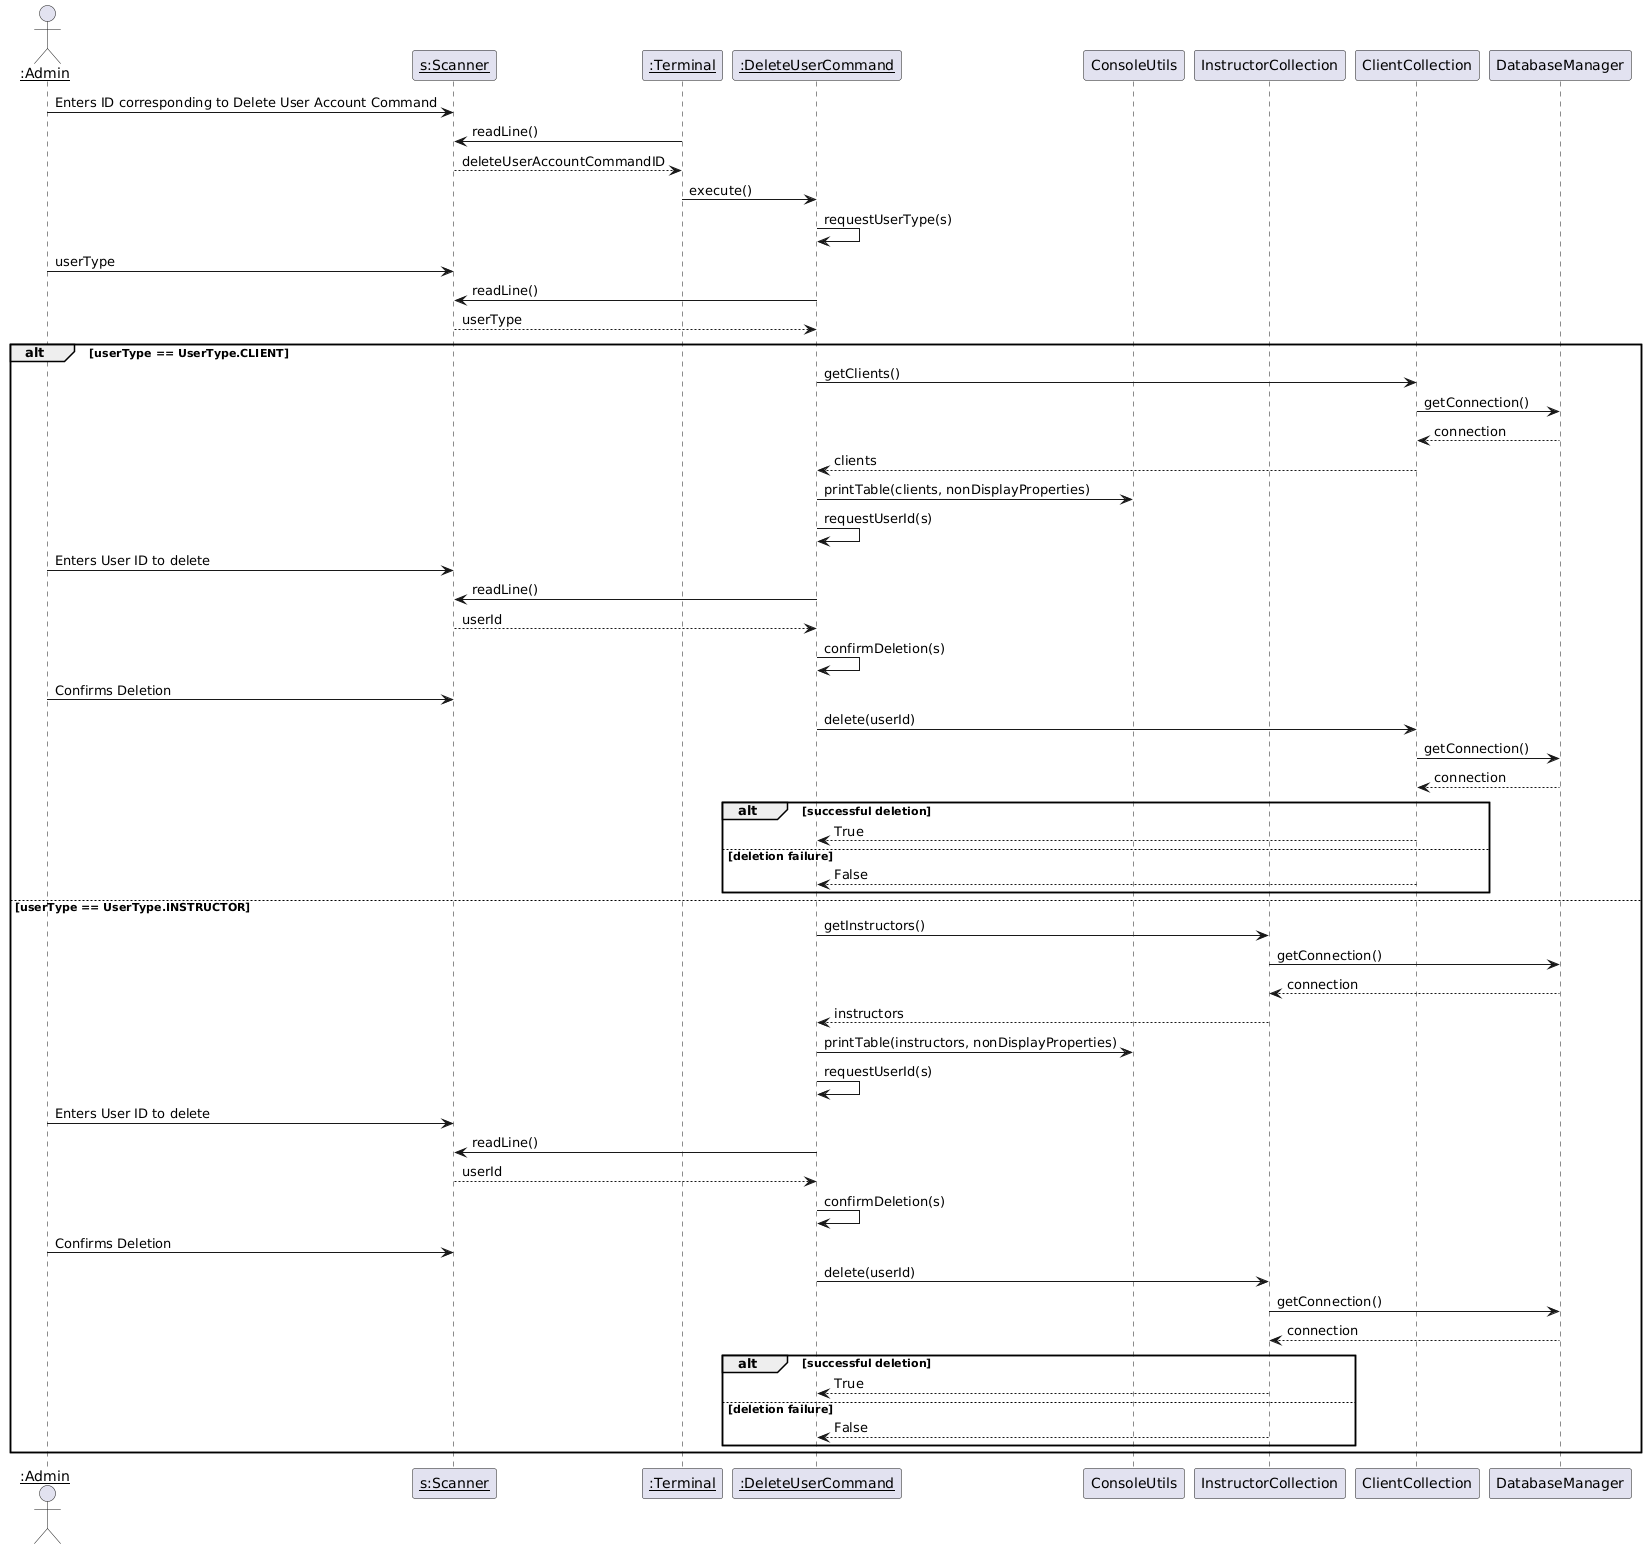 :Admin
s:Scanner
:Terminal
:DeleteUserCommand
ConsoleUtils
InstructorCollection
ClientCollection
DatabaseManager
Enters ID corresponding to Delete User Account Command
readLine()
deleteUserAccountCommandID
execute()
requestUserType(s)
userType
readLine()
userType
alt
[userType == UserType.CLIENT]
getClients()
getConnection()
connection
clients
printTable(clients, nonDisplayProperties)
requestUserId(s)
Enters User ID to delete
readLine()
userId
confirmDeletion(s)
Confirms Deletion
delete(userId)
getConnection()
connection
alt
[successful deletion]
True
[deletion failure]
False
[userType == UserType.INSTRUCTOR]
getInstructors()
getConnection()
connection
instructors
printTable(instructors, nonDisplayProperties)
requestUserId(s)
Enters User ID to delete
readLine()
userId
confirmDeletion(s)
Confirms Deletion
delete(userId)
getConnection()
connection
alt
[successful deletion]
True
[deletion failure]
False
:Admin
s:Scanner
:Terminal
:DeleteUserCommand
ConsoleUtils
InstructorCollection
ClientCollection
DatabaseManager